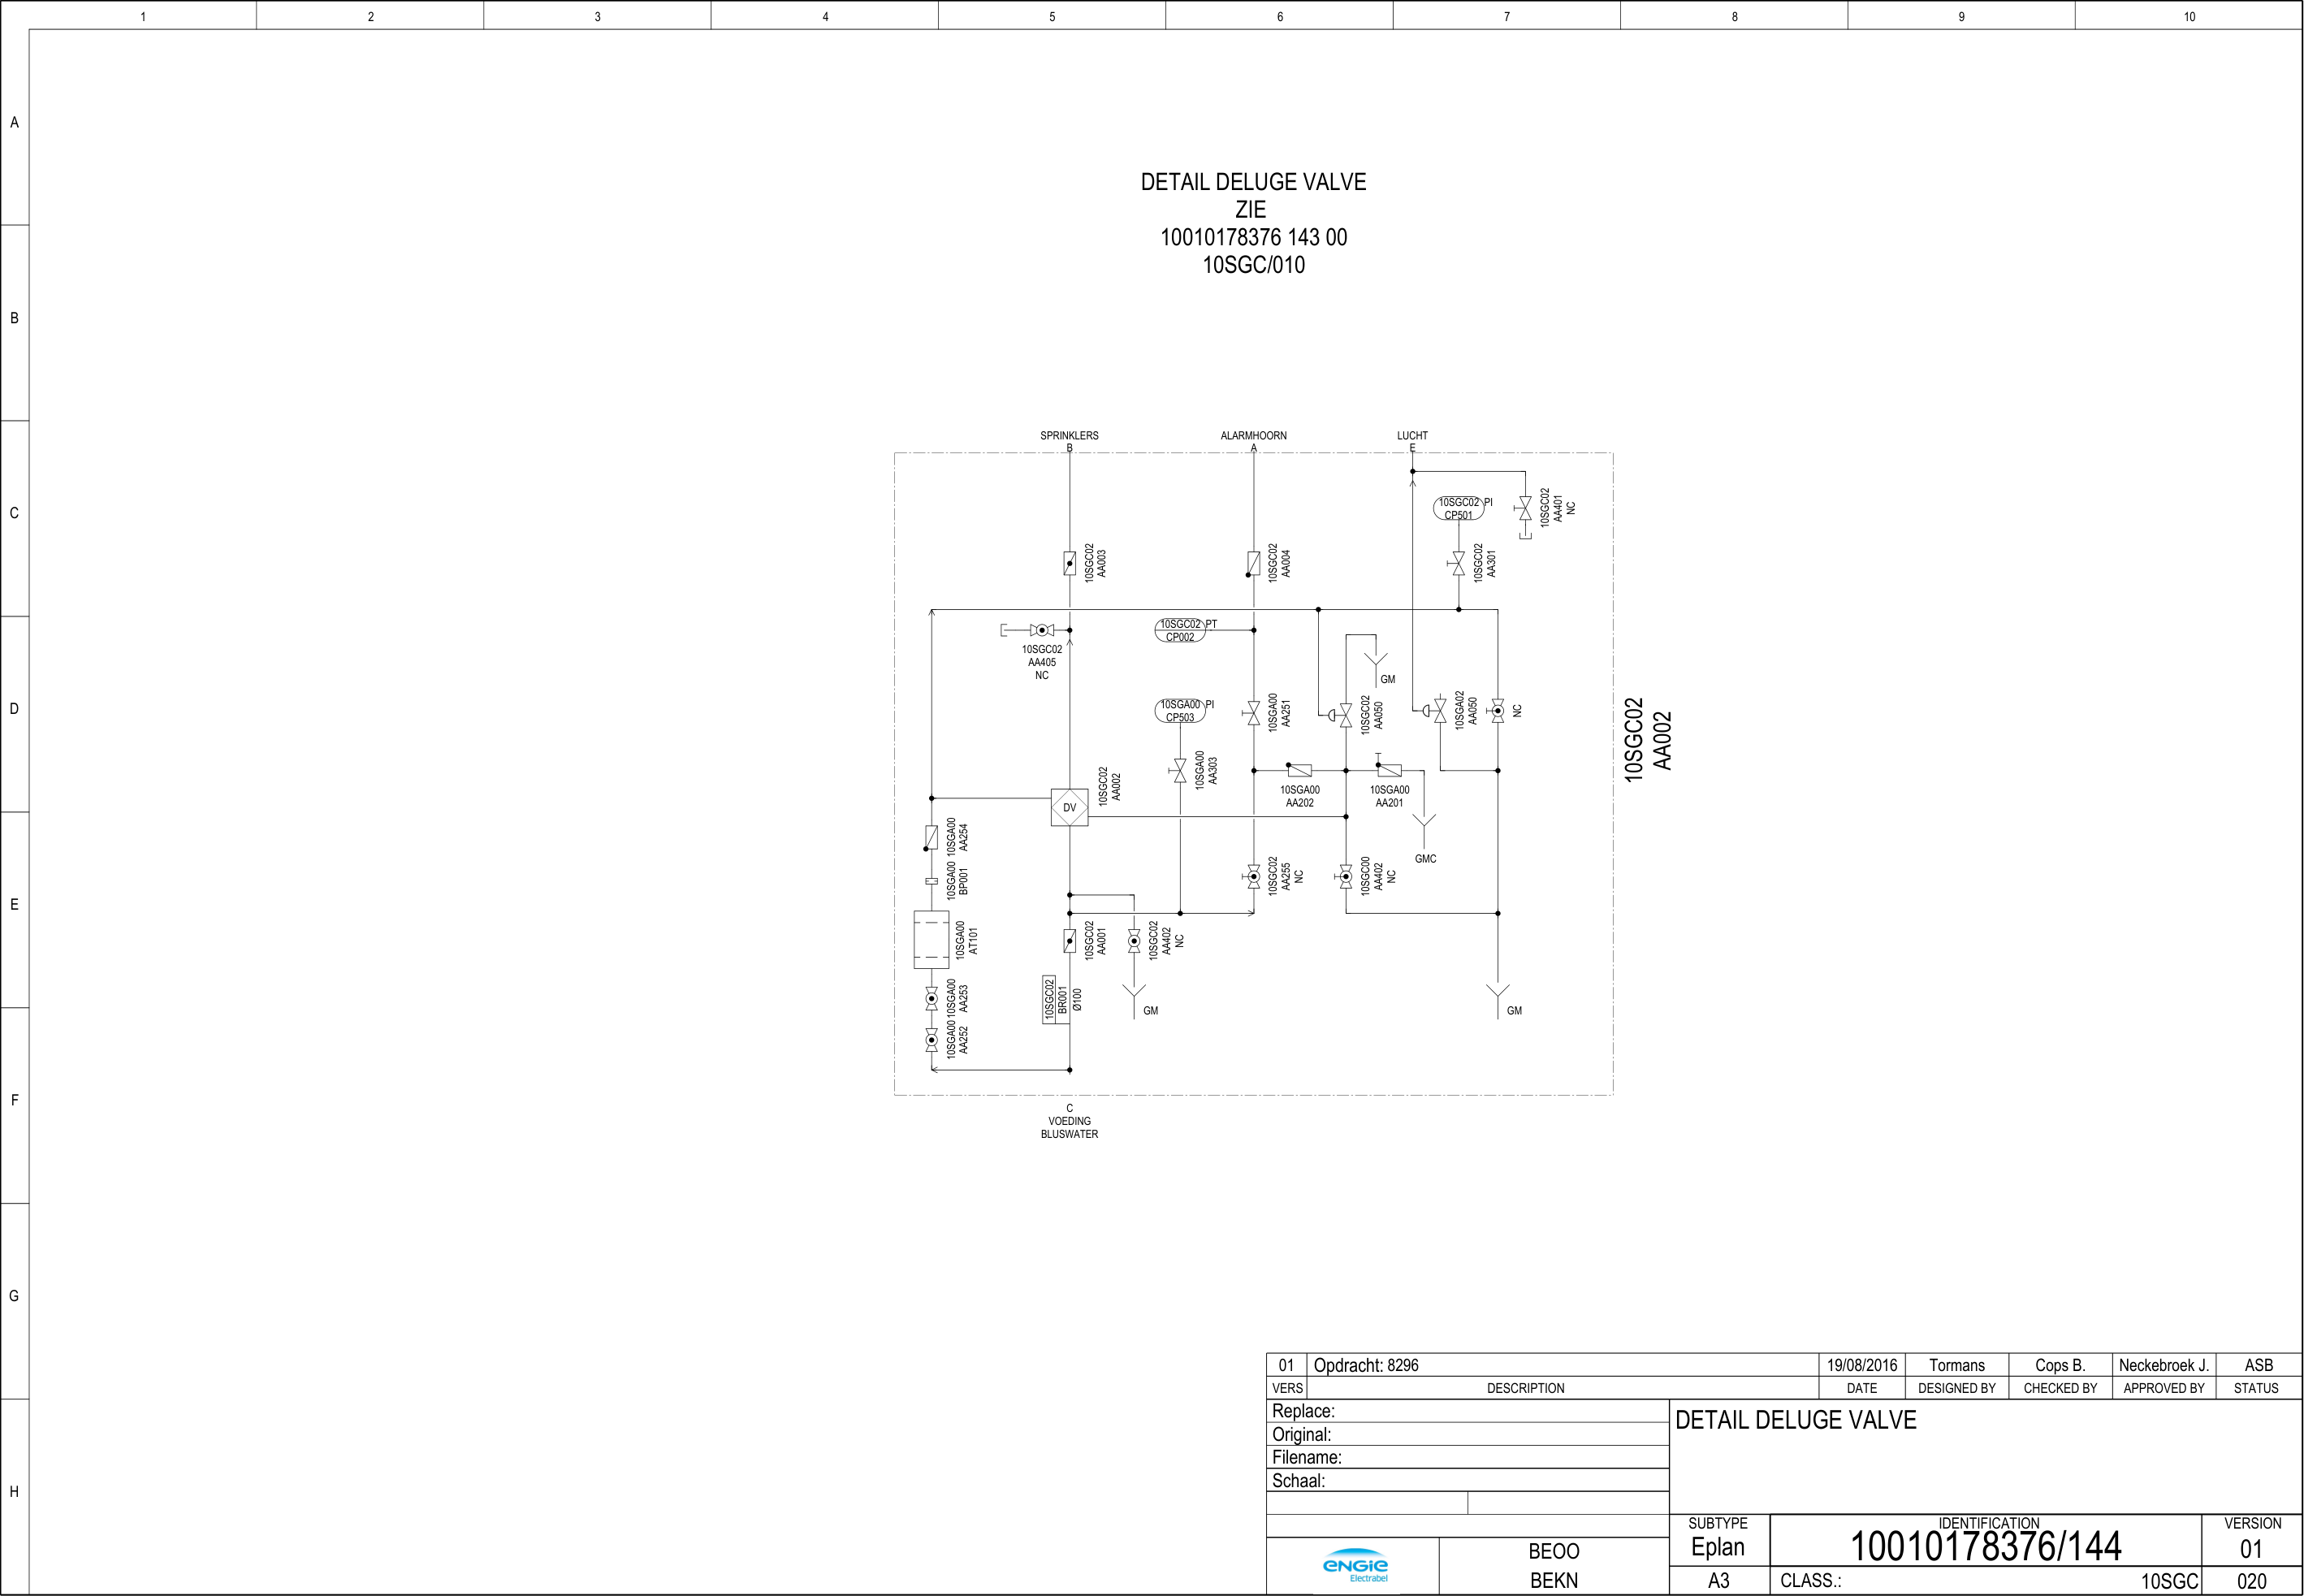 1 2 3 4 5 6 7 8 9 10
A
B
C
D
E
F
G
H
DETAIL DELUGE VALVE
ZIE
10010178376 143 00
10SGC/010
SPRINKLERS
B
ALARMHOORN
A
LUCHT
E
10SGC02 PI
CP501
10SGC02
AA401
NC
10SGC02
AA003
10SGC02
AA004
10SGC02
AA301
10SGC02
AA405
NC
10SGC02 PT
CP002
GM
10SGA00 PI
CP503
10SGA00
AA251
10SGC02
AA050
10SGA02
AA050
NC
10SGC02
AA002
10SGA00
AA303
10SGC02
AA002
DV
10SGA00
AA202
10SGA00
AA201
GMC
10SGA00
AA254
10SGA00
BP001
10SGC02
AA255
NC
10SGC00
AA402
NC
10SGA00
AT101
10SGC02
AA001
10SGC02
AA402
NC
10SGA00
AA253
10SGC02
BR001
Ø100
GM
GM
10SGA00
AA252
C
VOEDING
BLUSWATER
01 Opdracht: 8296 19/08/2016 Tormans Cops B. Neckebroek J. ASB
VERS DESCRIPTION DATE DESIGNED BY CHECKED BY APPROVED BY STATUS
Replace:
Original:
Filename:
Schaal:
DETAIL DELUGE VALVE
SUBTYPE IDENTIFICATION VERSION
Eplan 10010178376/144 01
A3 CLASS.: 10SGC 020
ENGIE
Electrabel
BEOO
BEKN